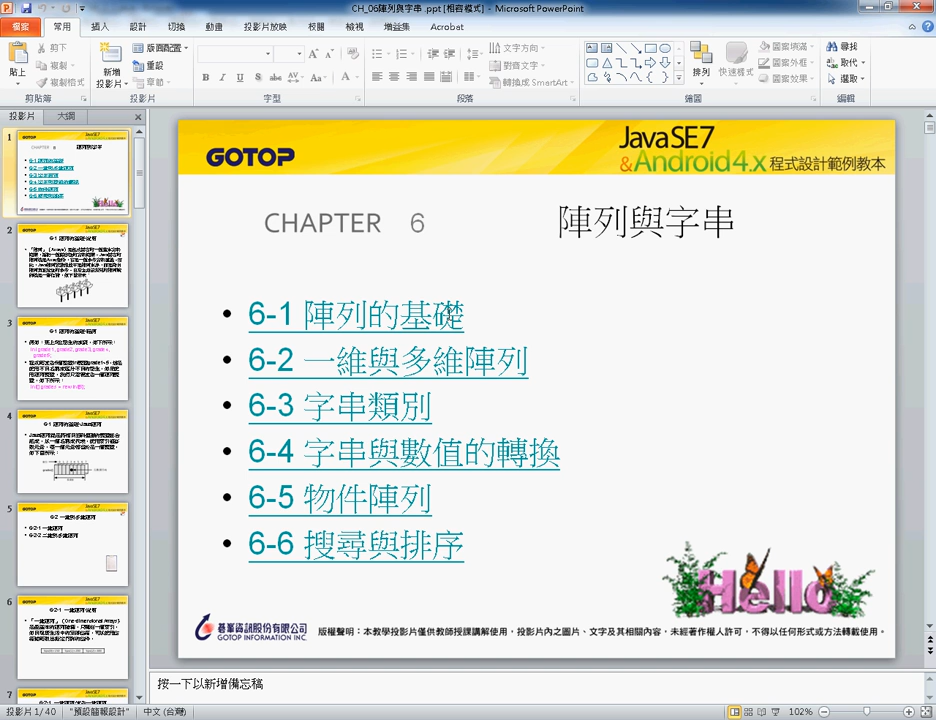 CH_06陣列與字串 .ppt [相容模式] - Microsoft PowerPoint
檔案 常用 插入 設計 切換 動畫 投影片放映 校閱 檢視 增益集 Acrobat
貼上 剪下 複製 複製格式 剪貼簿
新增投影片 版面配置 重設 章節 投影片
字型
文字方向 對齊文字 轉換成 SmartArt 段落
排列 快速樣式 圖案填滿 圖案外框 圖案效果 繪圖
尋找 取代 選取 編輯
投影片 大綱
GOTOP
JavaSE7
&Android4.x 程式設計範例教本
CHAPTER 6 陣列與字串
• 6-1 陣列的基礎
• 6-2 一維與多維陣列
• 6-3 字串類別
• 6-4 字串與數值的轉換
• 6-5 物件陣列
• 6-6 搜尋與排序
Hello
碁峯資訊股份有限公司
GOTOP INFORMATION INC.
版權聲明：本教學投影片僅供教師授課講解使用，投影片內之圖片、文字及其相關內容，未經著作權人許可，不得以任何形式或方法轉載使用。
按一下以新增備忘稿
投影片 1/40 "預設簡報設計" 中文 (台灣) 102%